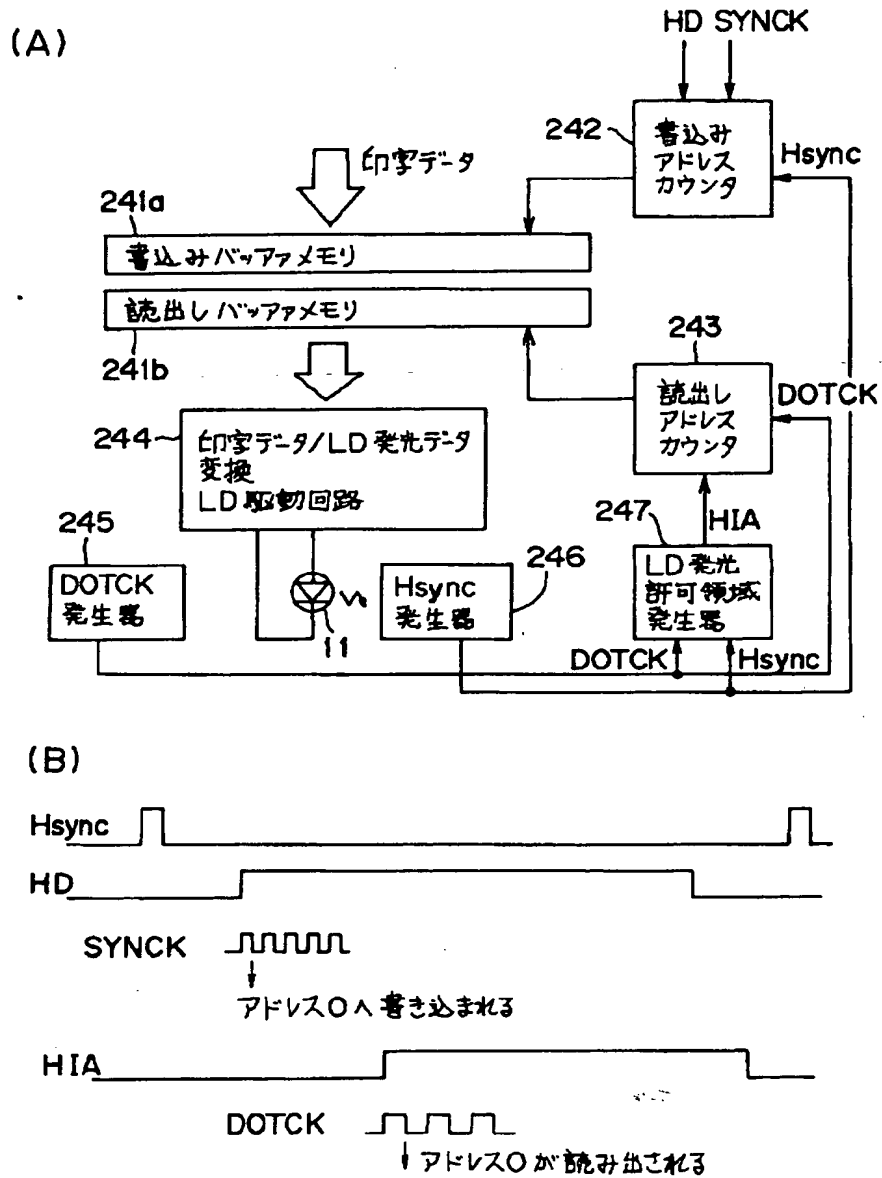 (A)
HD SYNCK
242
書込み
アドレス
カウンタ
Hsync
印字データ
241a
書込みバッファメモリ
読出しバッファメモリ
241b
243
読出し
アドレス
カウンタ
DOTCK
244
印字データ/LD発光データ
変換
LD駆動回路
247
HIA
245
DOTCK
発生器
11
Hsync
発生器
246
LD発光
許可領域
発生器
DOTCK
Hsync
(B)
Hsync
HD
SYNCK
アドレス0へ書き込まれる
HIA
DOTCK
アドレス0が読み出される